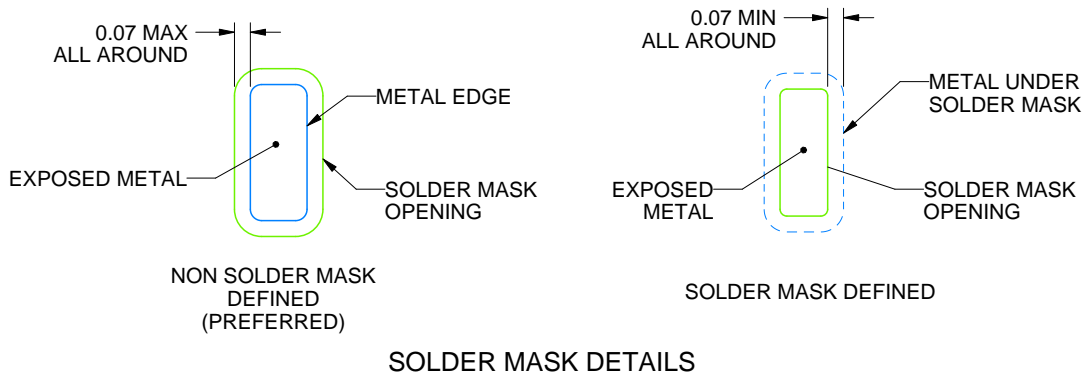 0.07 MAX
ALL AROUND
METAL EDGE
EXPOSED METAL
SOLDER MASK
OPENING
NON SOLDER MASK
DEFINED
(PREFERRED)
0.07 MIN
ALL AROUND
METAL UNDER
SOLDER MASK
EXPOSED
METAL
SOLDER MASK
OPENING
SOLDER MASK DEFINED
SOLDER MASK DETAILS